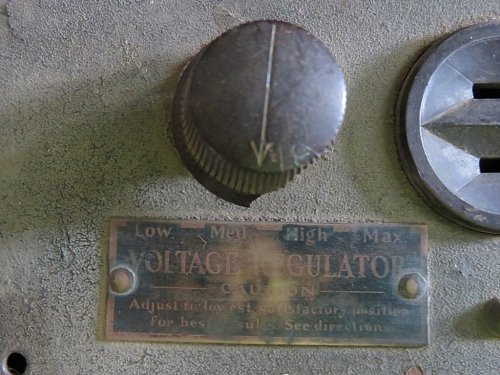 Low Med. High Max.
VOLTAGE REGULATOR
CAUTION
Adjust to lowest satisfactory position
for best results See directions